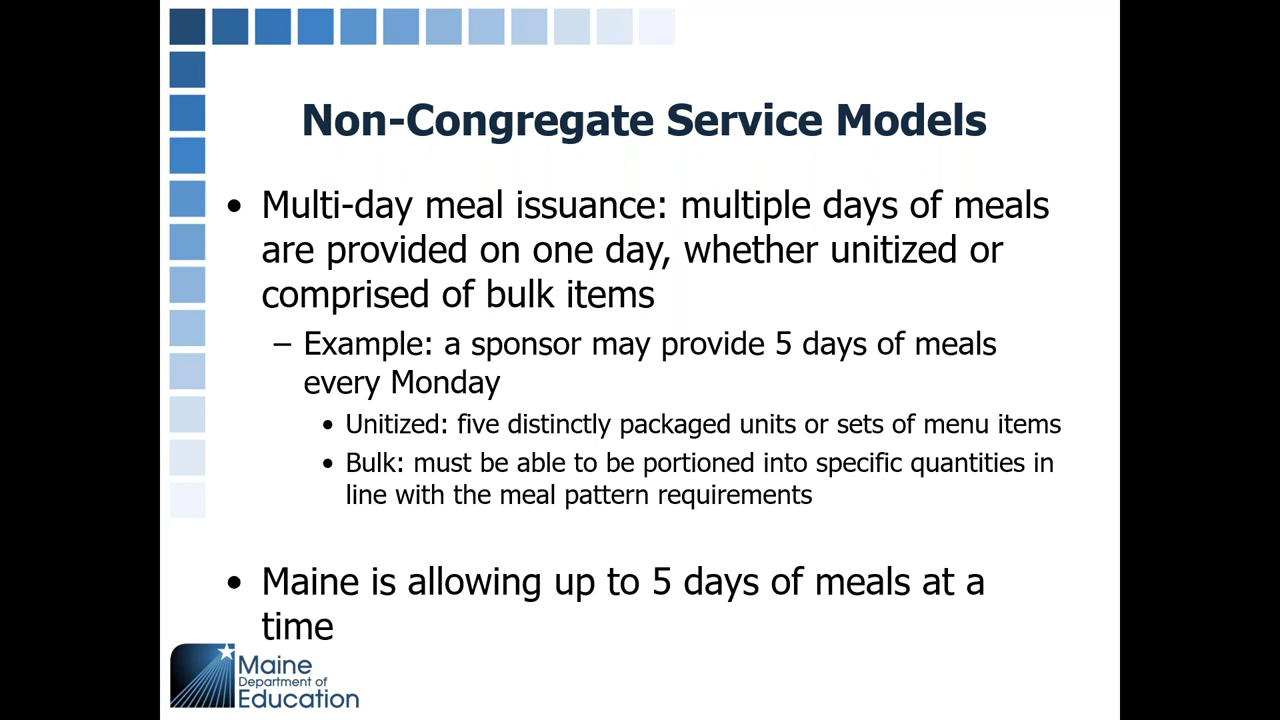 Non-Congregate Service Models
• Multi-day meal issuance: multiple days of meals
are provided on one day, whether unitized or
comprised of bulk items
– Example: a sponsor may provide 5 days of meals
every Monday
• Unitized: five distinctly packaged units or sets of menu items
• Bulk: must be able to be portioned into specific quantities in
line with the meal pattern requirements
• Maine is allowing up to 5 days of meals at a
time
Maine
Department of
Education